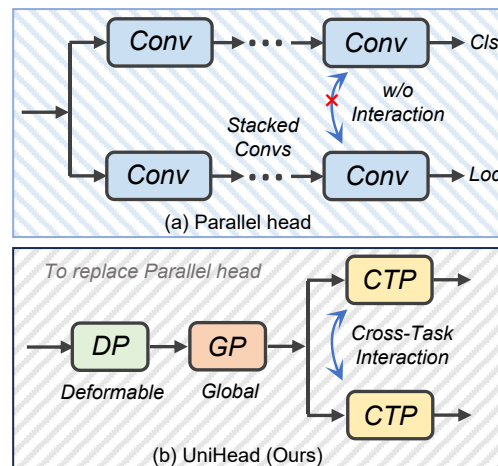 Conv
Conv
Cls
w/o
Interaction
Stacked
Convs
Conv
Conv
Loc
(a) Parallel head
To replace Parallel head
CTP
DP
GP
Cross-Task
Interaction
Deformable
Global
CTP
(b) UniHead (Ours)